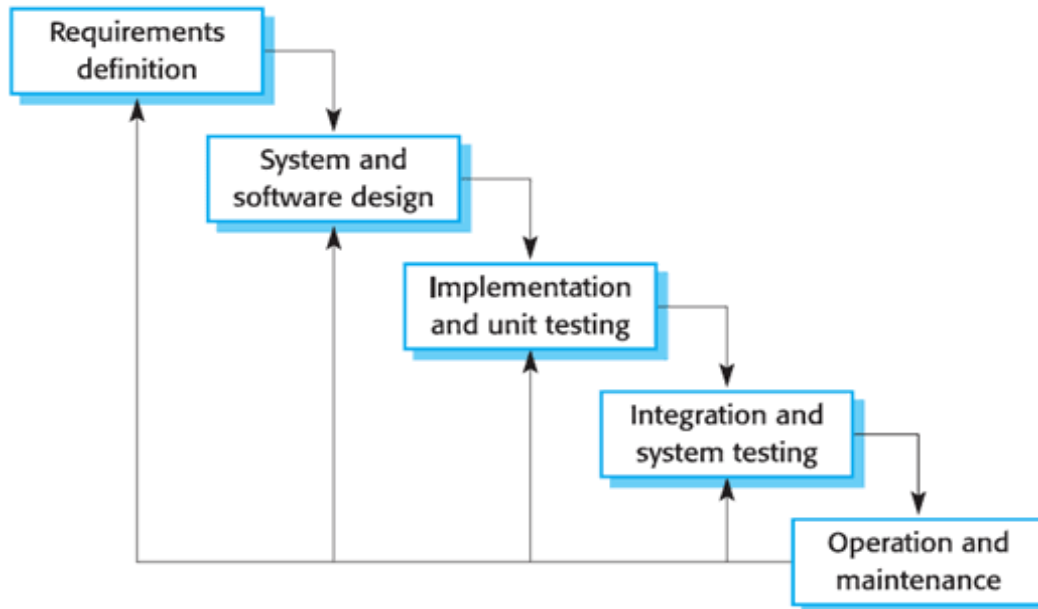 Requirements
definition
System and
software design
Implementation
and unit testing
Integration and
system testing
Operation and
maintenance